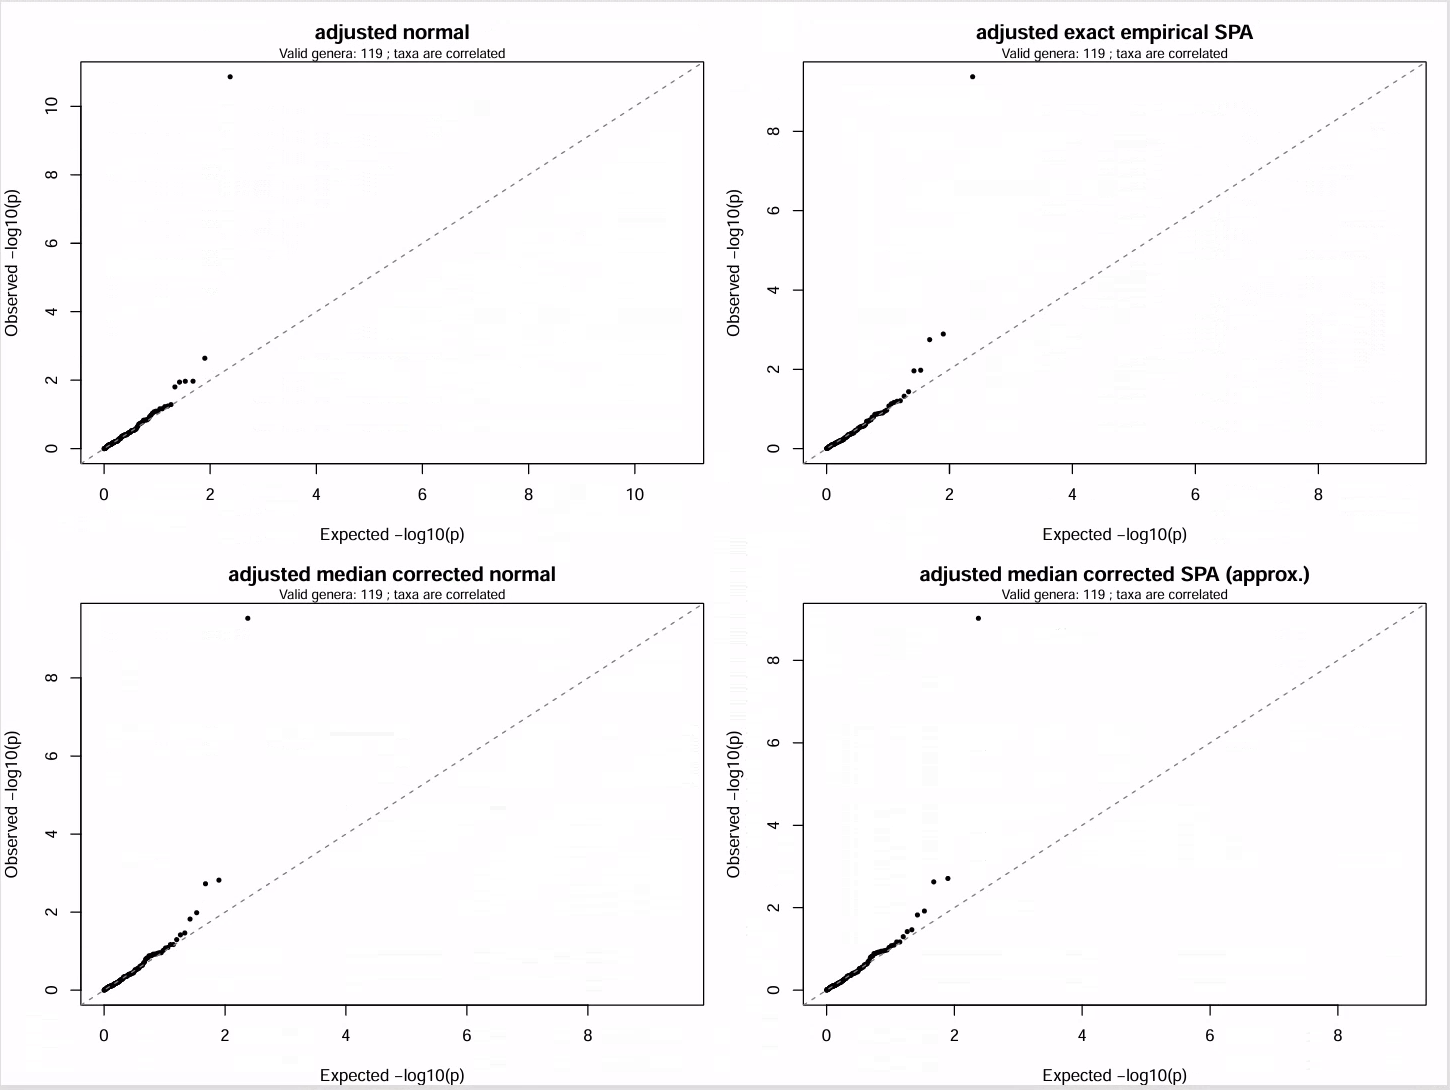 adjusted normal
Valid genera: 119 ; taxa are correlated
Observed −log10(p)
10
8
6
4
2
0
0 2 4 6 8 10
Expected −log10(p)
adjusted exact empirical SPA
Valid genera: 119 ; taxa are correlated
Observed −log10(p)
8
6
4
2
0
0 2 4 6 8
Expected −log10(p)
adjusted median corrected normal
Valid genera: 119 ; taxa are correlated
Observed −log10(p)
8
6
4
2
0
0 2 4 6 8
Expected −log10(p)
adjusted median corrected SPA (approx.)
Valid genera: 119 ; taxa are correlated
Observed −log10(p)
8
6
4
2
0
0 2 4 6 8
Expected −log10(p)